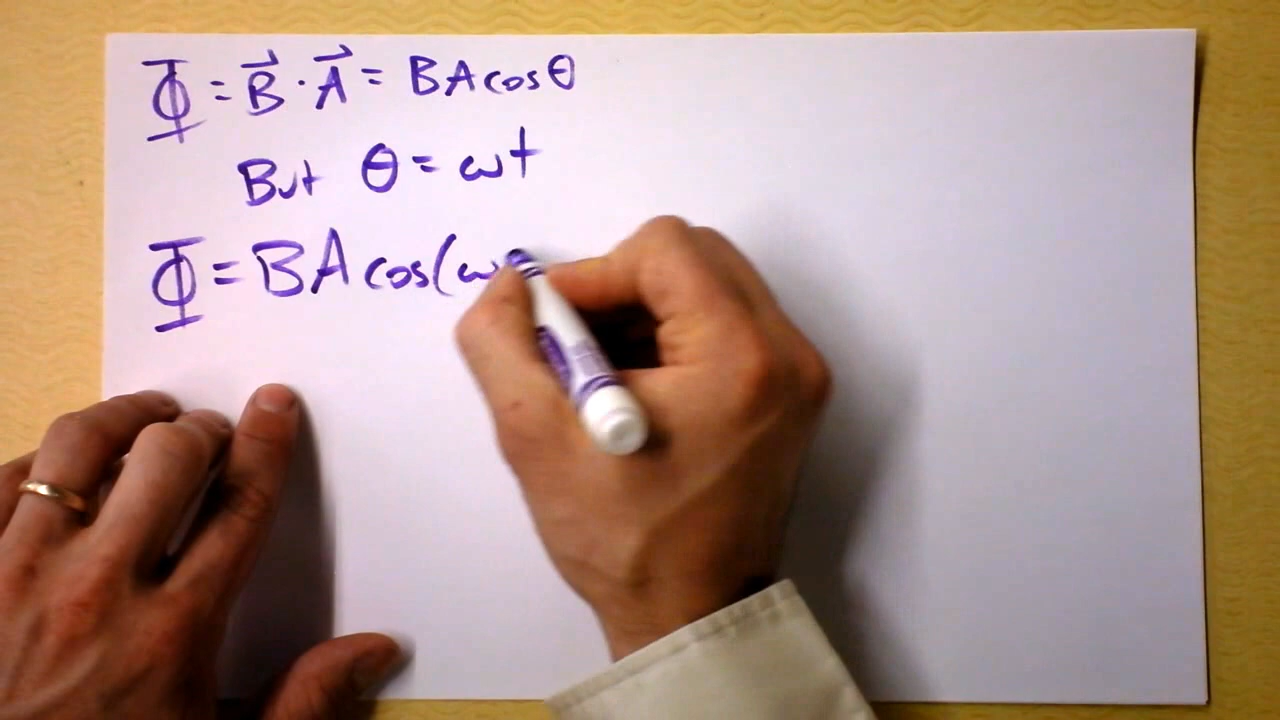 Φ = B⃗ · A⃗ = BA cos θ
But θ = ωt
Φ = BA cos(ω